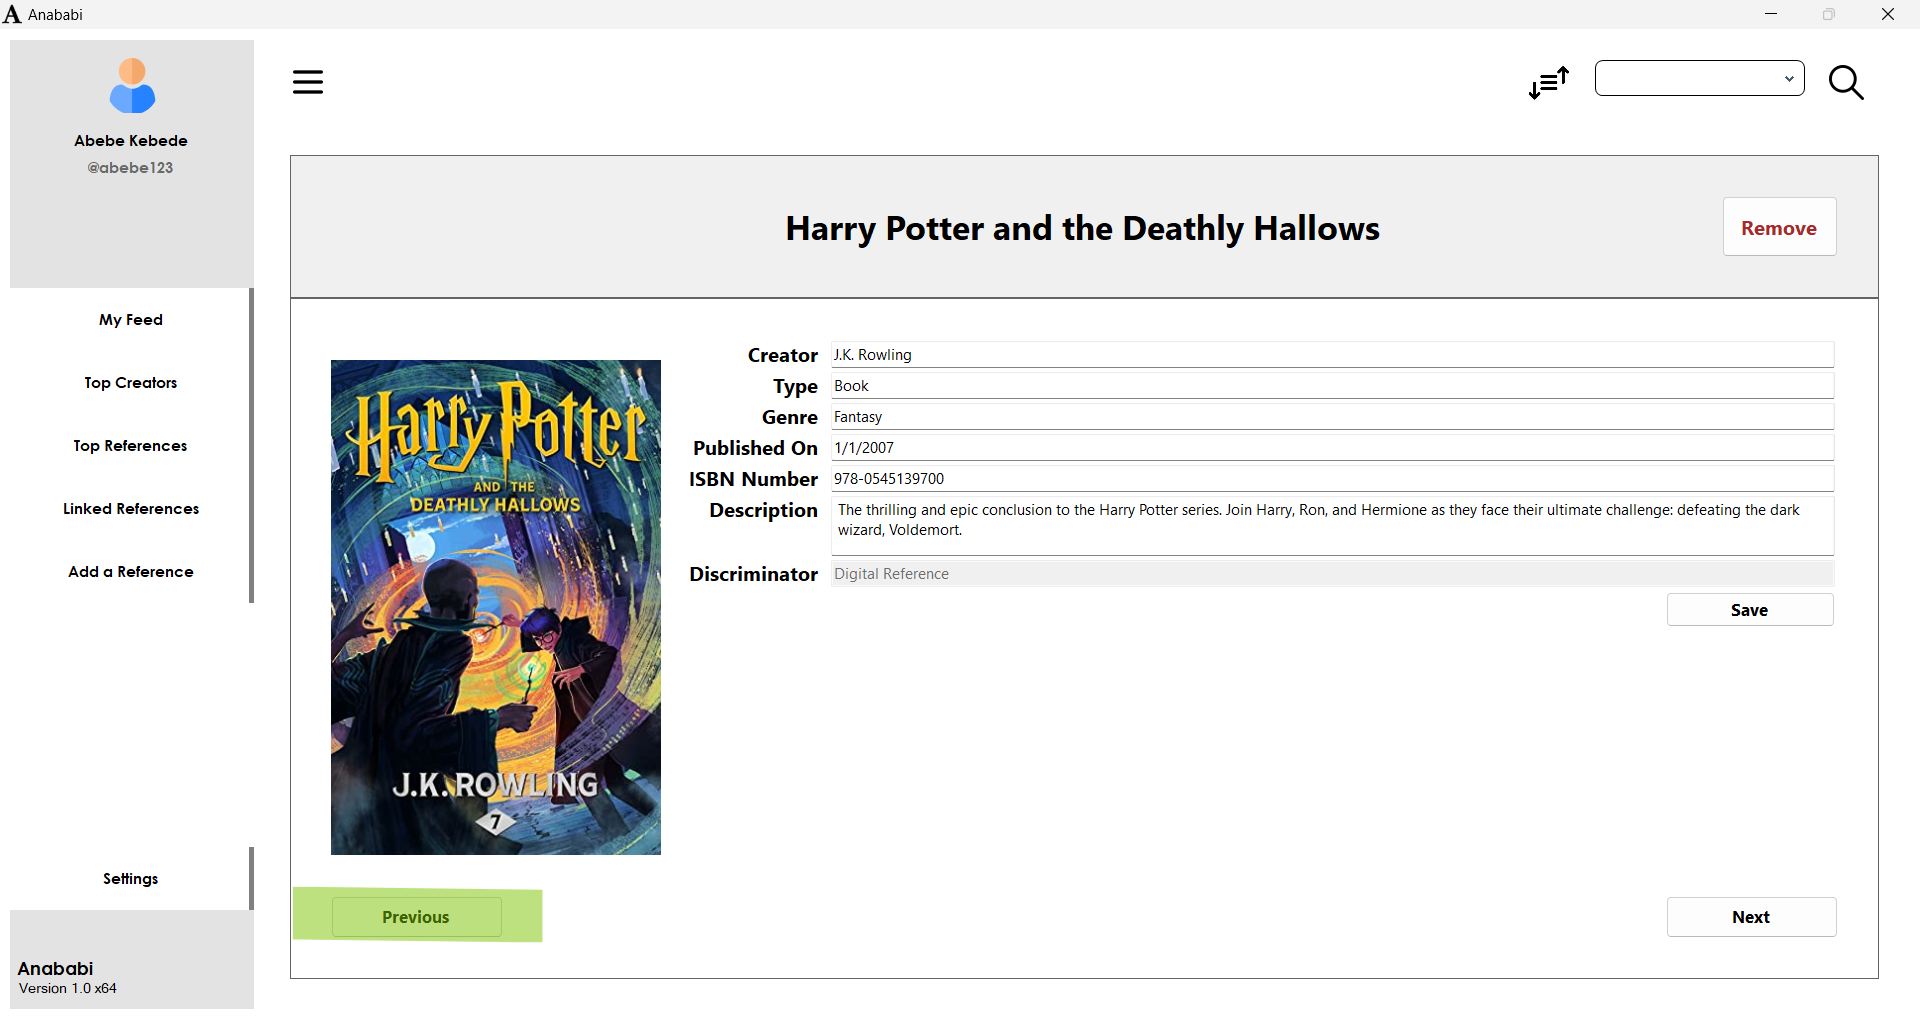 Anababi
Abebe Kebede
@abebe123
My Feed
Top Creators
Top References
Linked References
Add a Reference
Settings
Anababi
Version 1.0 x64
Harry Potter and the Deathly Hallows
Remove
Harry Potter
AND THE
DEATHLY HALLOWS
J.K. ROWLING
7
Creator J.K. Rowling
Type Book
Genre Fantasy
Published On 1/1/2007
ISBN Number 978-0545139700
Description The thrilling and epic conclusion to the Harry Potter series. Join Harry, Ron, and Hermione as they face their ultimate challenge: defeating the dark
wizard, Voldemort.
Discriminator Digital Reference
Save
Previous
Next